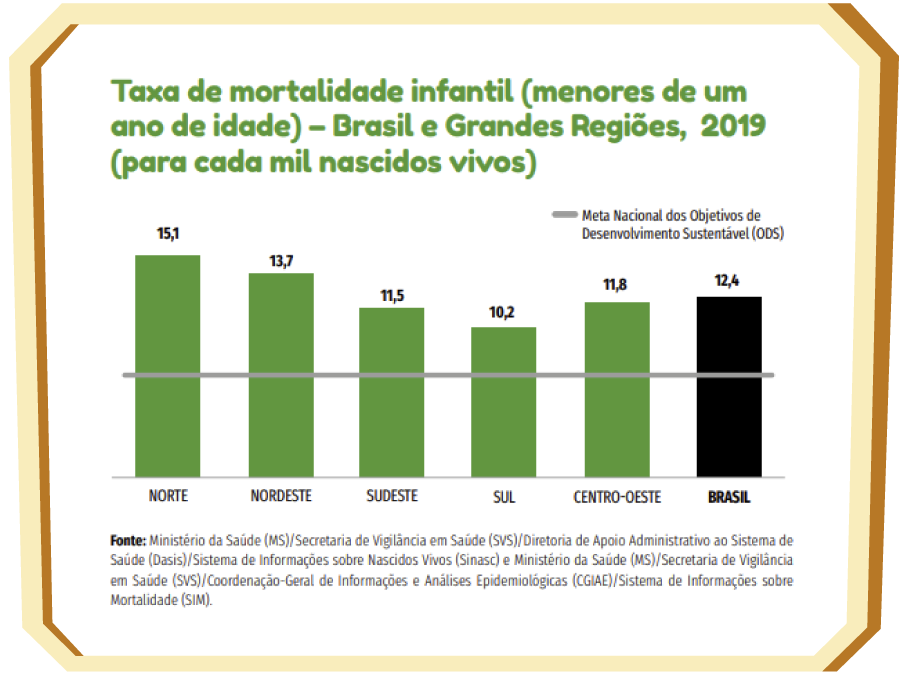 Taxa de mortalidade infantil (menores de um
ano de idade) – Brasil e Grandes Regiões, 2019
(para cada mil nascidos vivos)
Meta Nacional dos Objetivos de
Desenvolvimento Sustentável (ODS)
15,1
13,7
11,5
10,2
11,8
12,4
NORTE
NORDESTE
SUDESTE
SUL
CENTRO-OESTE
BRASIL
Fonte: Ministério da Saúde (MS)/Secretaria de Vigilância em Saúde (SVS)/Diretoria de Apoio Administrativo ao Sistema de
Saúde (Dasis)/Sistema de Informações sobre Nascidos Vivos (Sinasc) e Ministério da Saúde (MS)/Secretaria de Vigilância
em Saúde (SVS)/Coordenação-Geral de Informações e Análises Epidemiológicas (CGIAE)/Sistema de Informações sobre
Mortalidade (SIM).